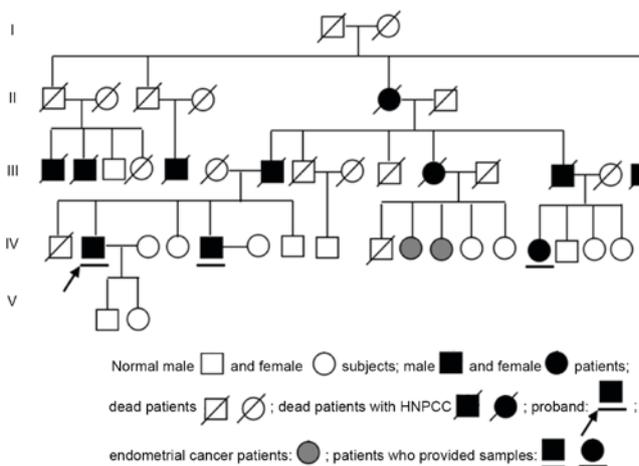 I
II
III
IV
V
Normal male and female subjects; male and female patients;
dead patients ; dead patients with HNPCC ; proband: ;
endometrial cancer patients: ; patients who provided samples: